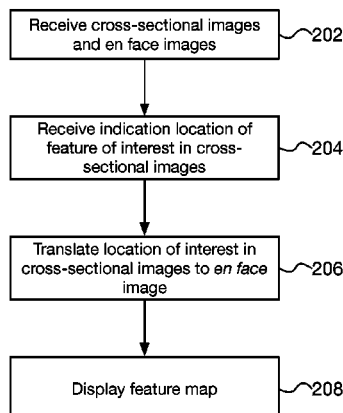 Receive cross-sectional images
and en face images
202
Receive indication location of
feature of interest in cross-
sectional images
204
Translate location of interest in
cross-sectional images to en face
image
206
Display feature map
208